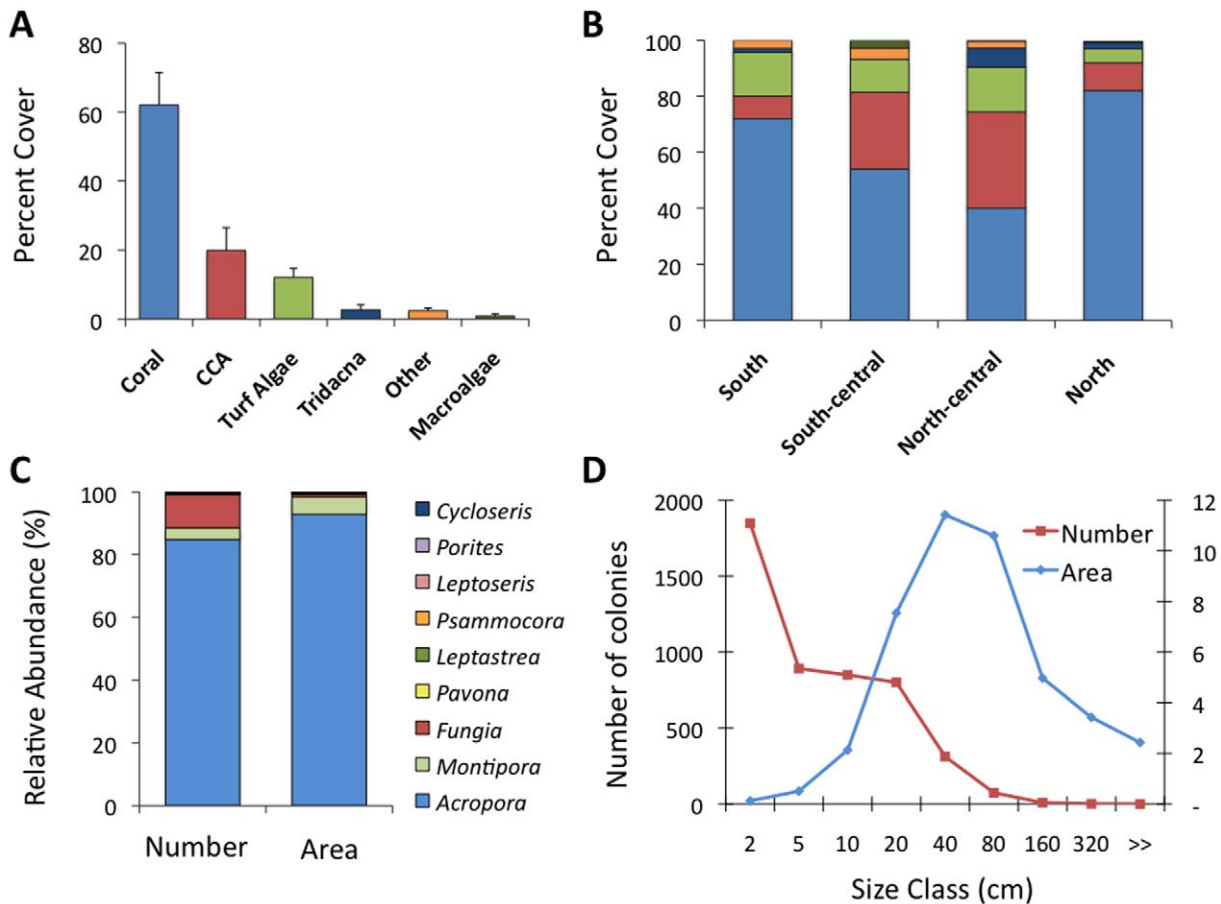 A
80
60
40
20
0
Percent Cover
Coral
CCA
Turf Algae
Tridacna
Other
Macroalgae
B
100
80
60
40
20
0
Percent Cover
South
South-central
North-central
North
C
100
80
60
40
20
0
Relative Abundance (%)
Number
Area
Cycloseris
Porites
Leptoseris
Psammocora
Leptastrea
Pavona
Fungia
Montipora
Acropora
D
2000
1500
1000
500
0
Number of colonies
Number
Area
12
10
8
6
4
2
-
2 5 10 20 40 80 160 320 >>
Size Class (cm)